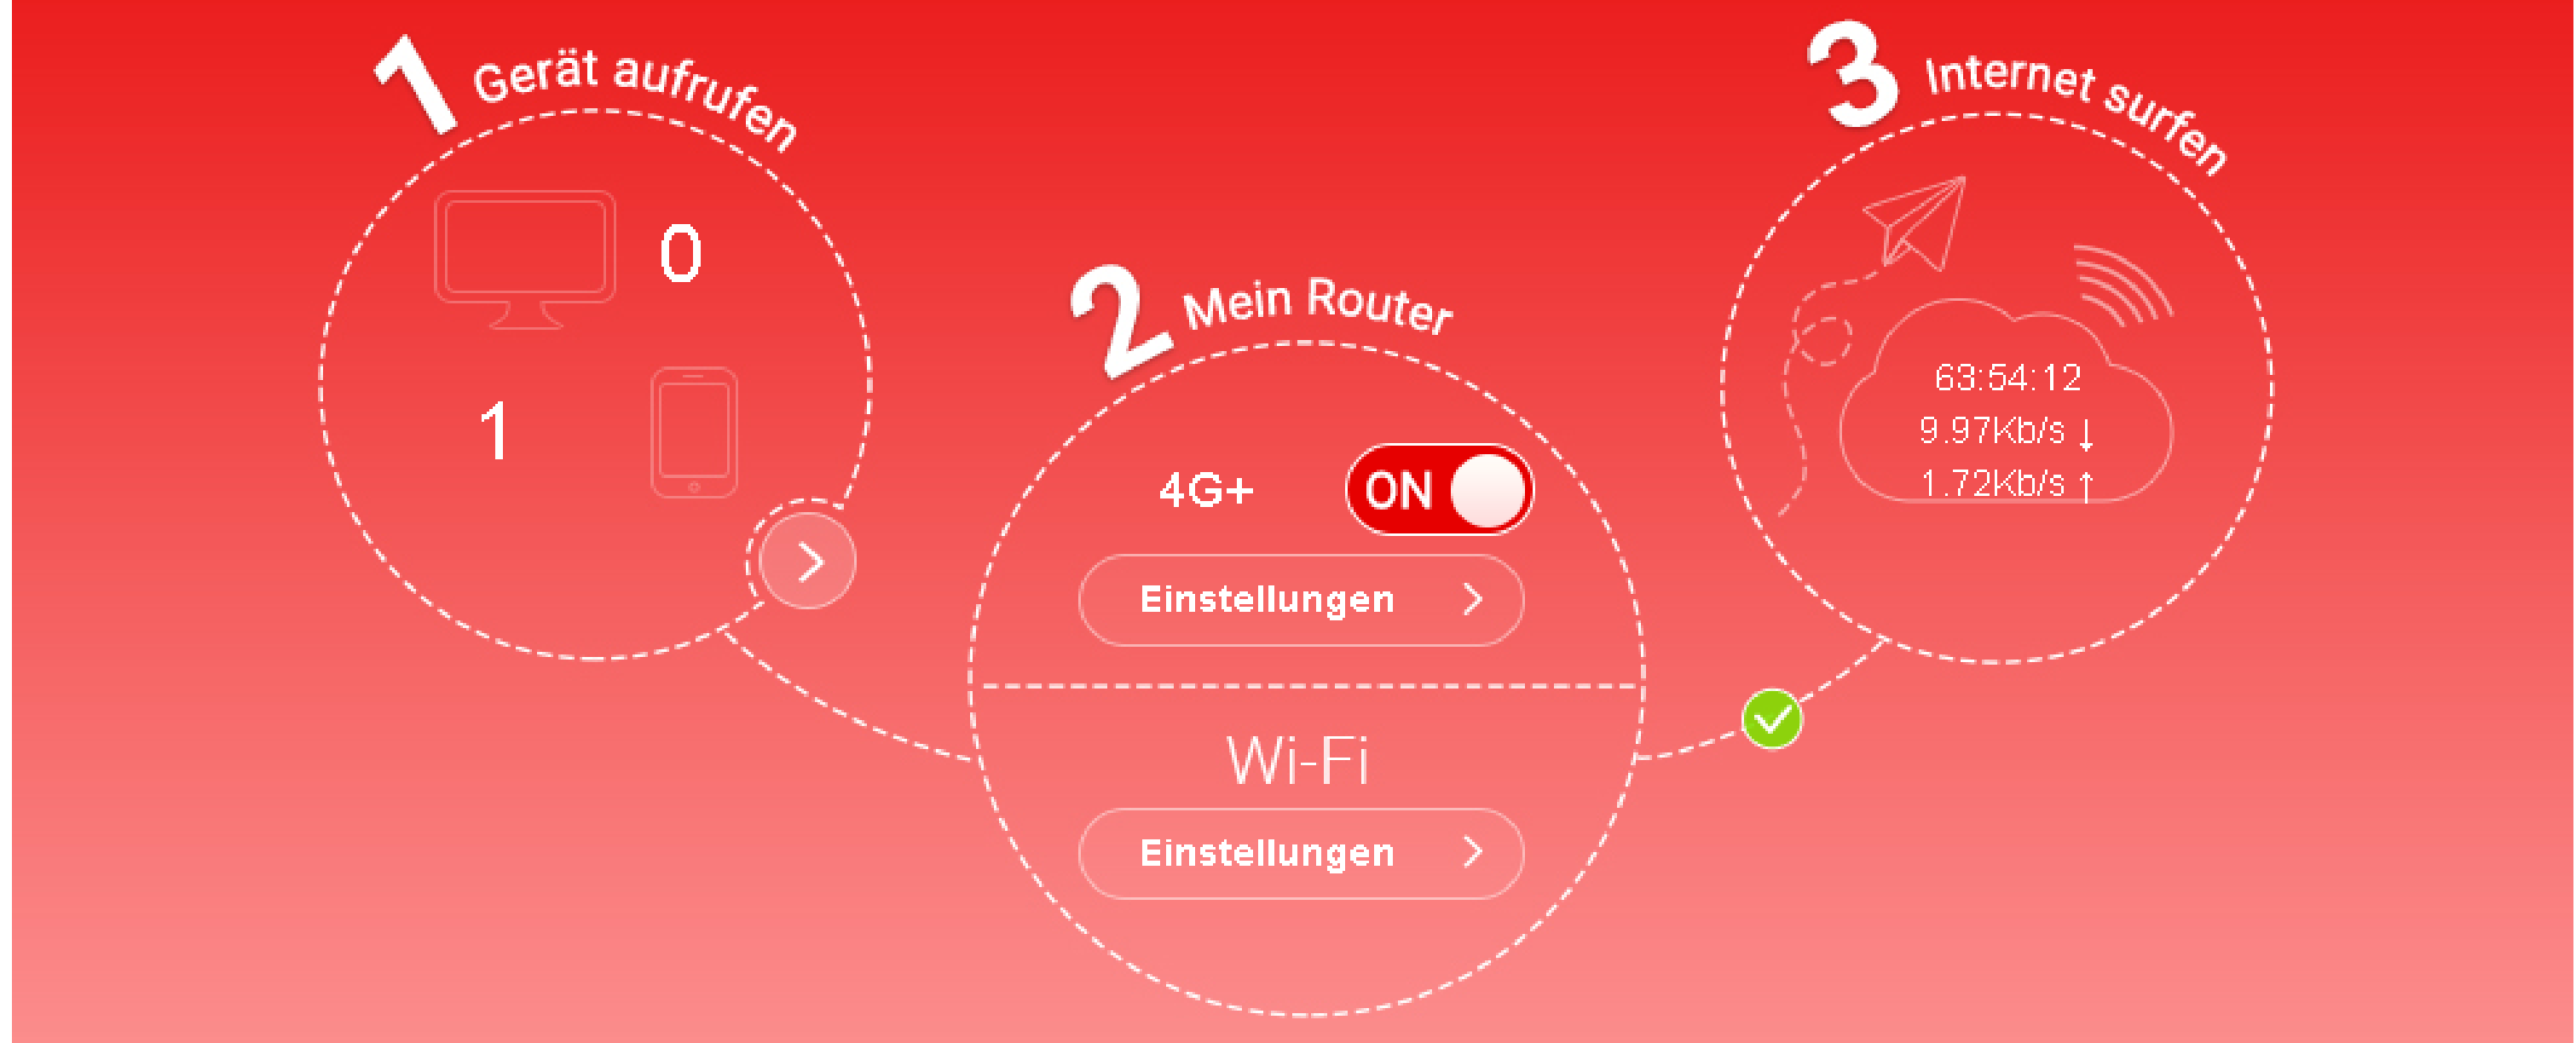 1 Gerät aufrufen
0
1
2 Mein Router
4G+ ON
Einstellungen
Wi-Fi
Einstellungen
3 Internet surfen
63:54:12
9.97Kb/s ↓
1.72Kb/s ↑